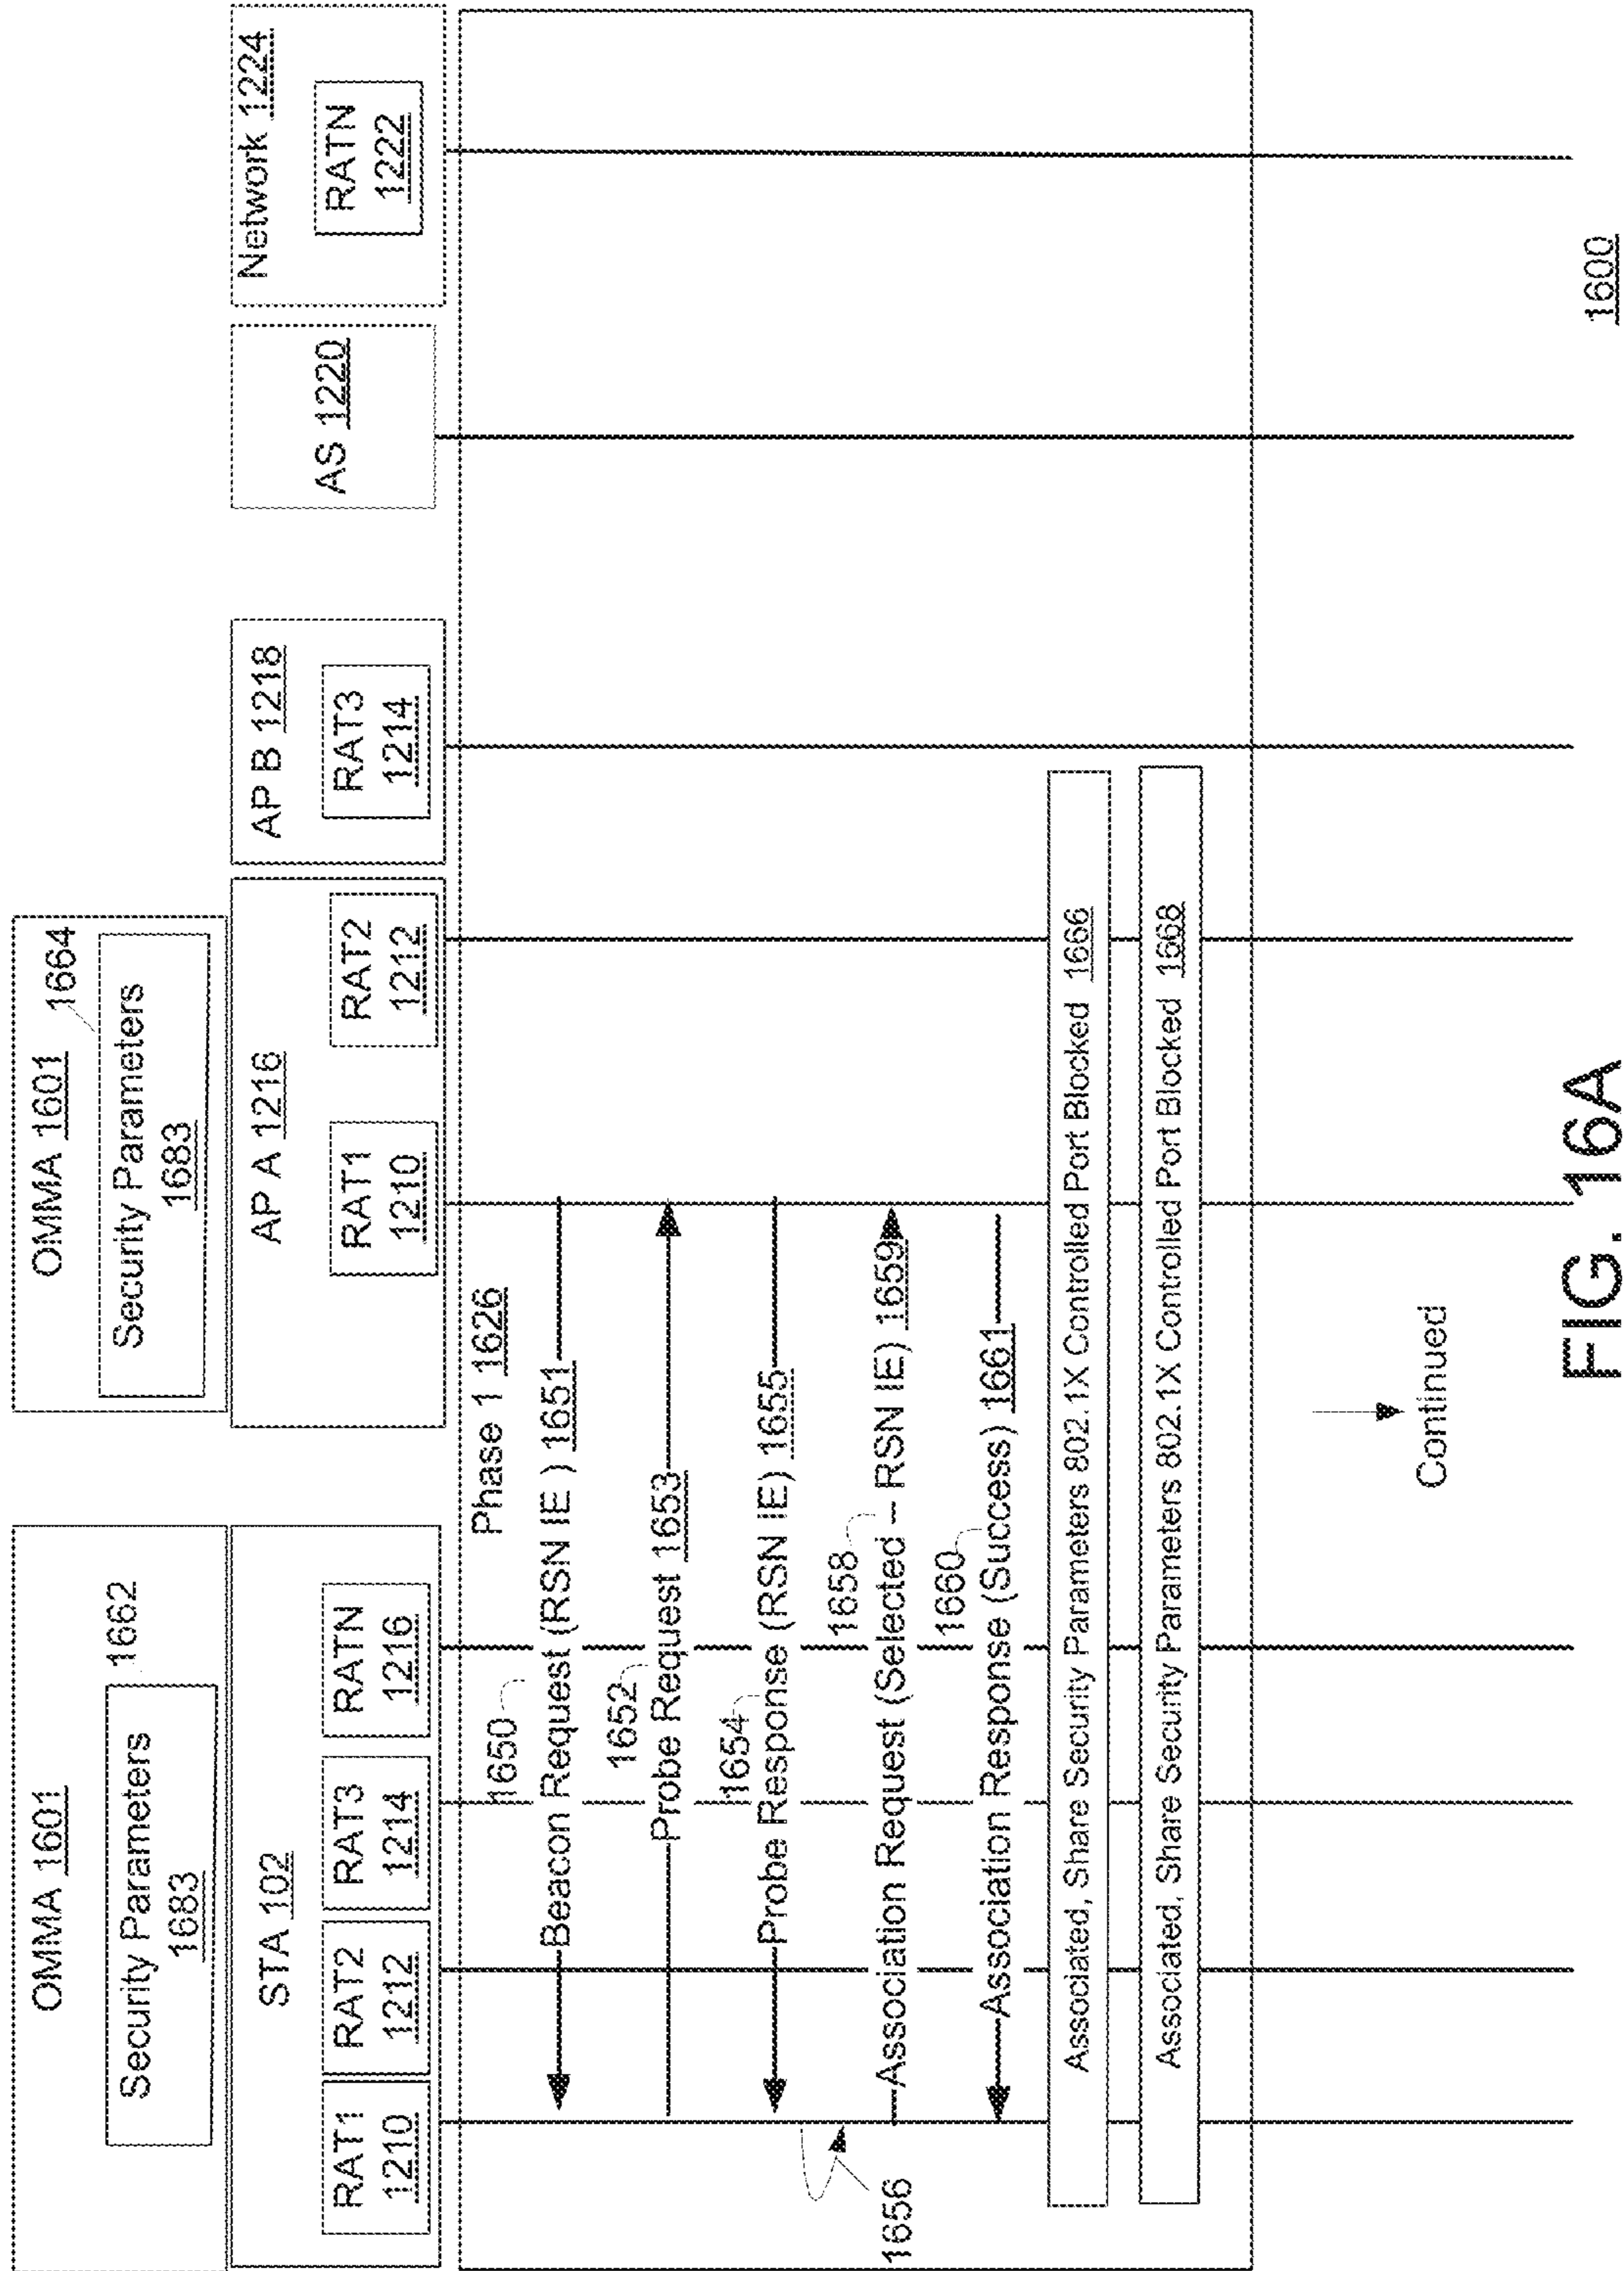 OMMA 1601
Security Parameters
1683
1662
OMMA 1601
1664
Security Parameters
1683
STA 102
RAT1
1210
RAT2
1212
RAT3
1214
RATN
1216
AP A 1216
RAT1
1210
RAT2
1212
AP B 1218
RAT3
1214
AS 1220
Network 1224
RATN
1222
Phase 1 1626
1650
Beacon Request (RSN IE ) 1651
1652
Probe Request 1653
1654
Probe Response (RSN IE) 1655
1656
1658
Association Request (Selected – RSN IE) 1659
1660
Association Response (Success) 1661
Associated, Share Security Parameters 802.1X Controlled Port Blocked 1666
Associated, Share Security Parameters 802.1X Controlled Port Blocked 1668
Continued
1600
FIG. 16A